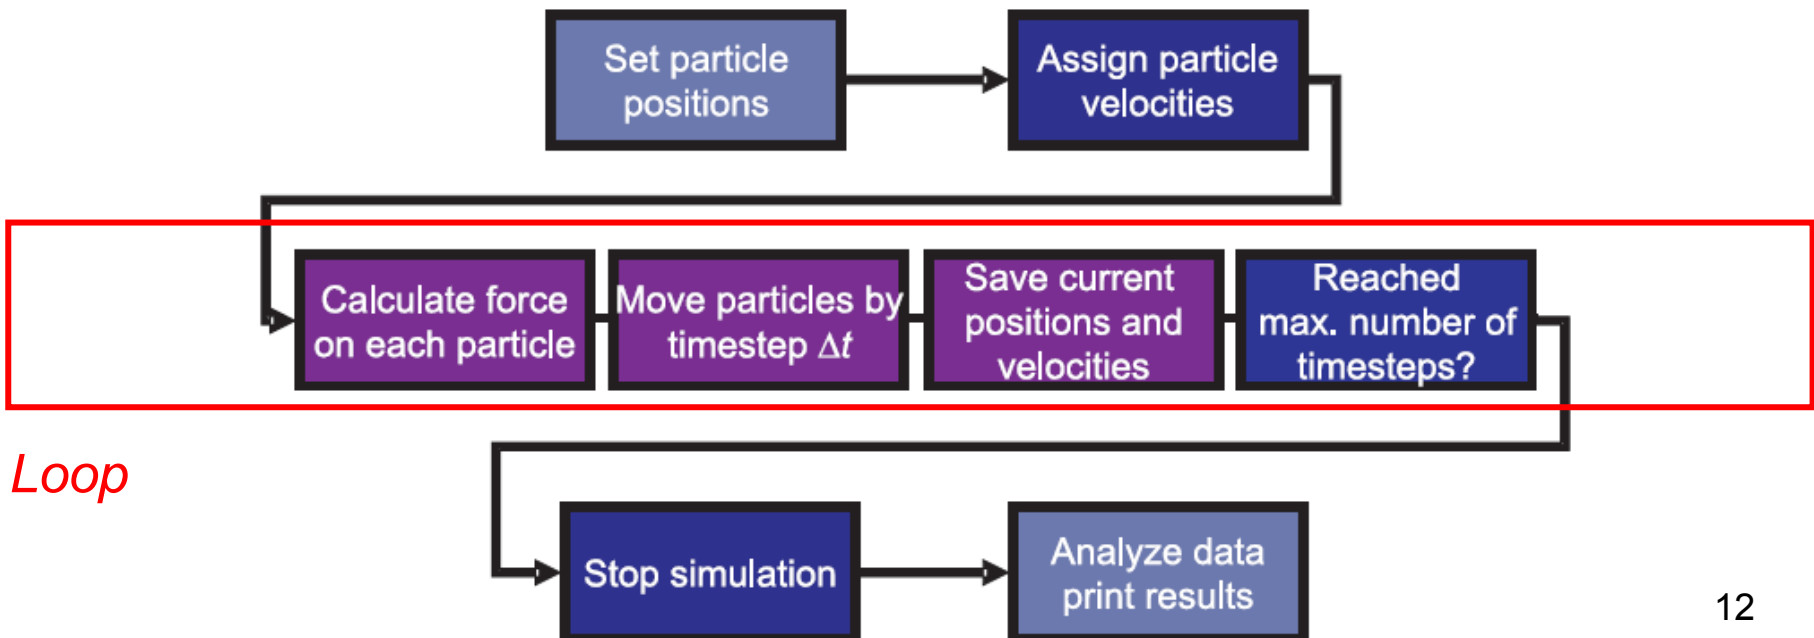 Set particle
positions
Assign particle
velocities
Calculate force
on each particle
Move particles by
timestep Δt
Save current
positions and
velocities
Reached
max. number of
timesteps?
Loop
Stop simulation
Analyze data
print results
12